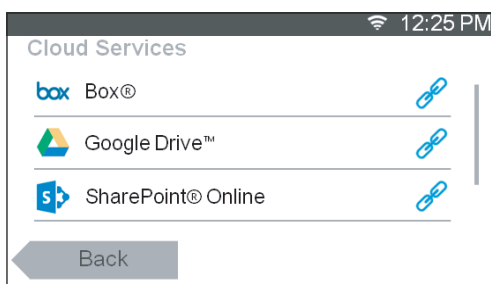 12:25 PM
Cloud Services
box Box®
Google Drive™
S SharePoint® Online
Back